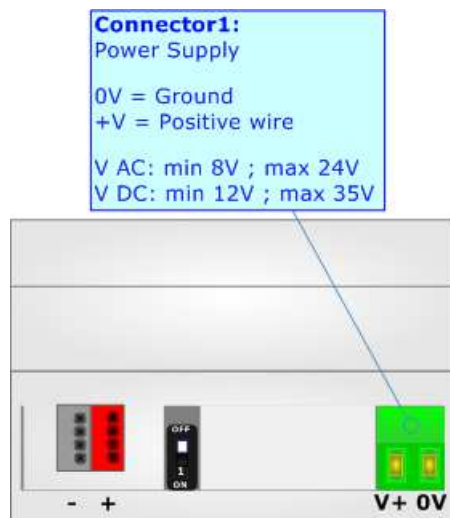 Connector1:
Power Supply
0V = Ground
+V = Positive wire
V AC: min 8V ; max 24V
V DC: min 12V ; max 35V
OFF
1
ON
- +
V+ 0V